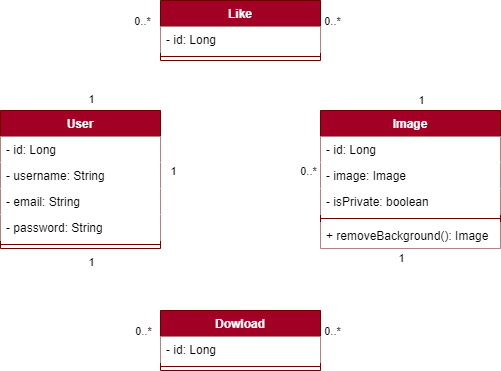 0..*
Like
0..*
- id: Long
1
1
User
- id: Long
- username: String
- email: String
- password: String
1
0..*
Image
- id: Long
- image: Image
- isPrivate: boolean
+ removeBackground(): Image
1
1
0..*
Dowload
0..*
- id: Long